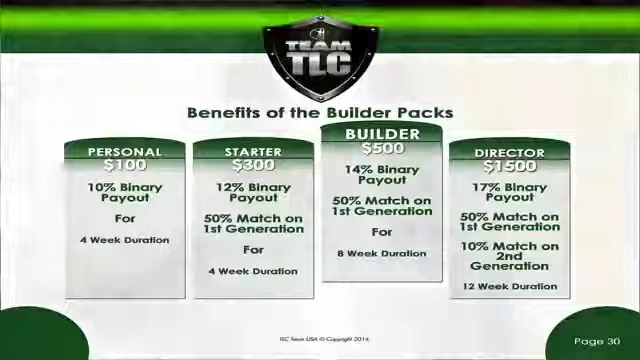 TEAM
TLC
Benefits of the Builder Packs
PERSONAL
$100
10% Binary
Payout
For
4 Week Duration
STARTER
$300
12% Binary
Payout
50% Match on
1st Generation
For
4 Week Duration
BUILDER
$500
14% Binary
Payout
50% Match on
1st Generation
For
8 Week Duration
DIRECTOR
$1500
17% Binary
Payout
50% Match on
1st Generation
10% Match on
2nd
Generation
12 Week Duration
USA © Copyright 2014
Page 30